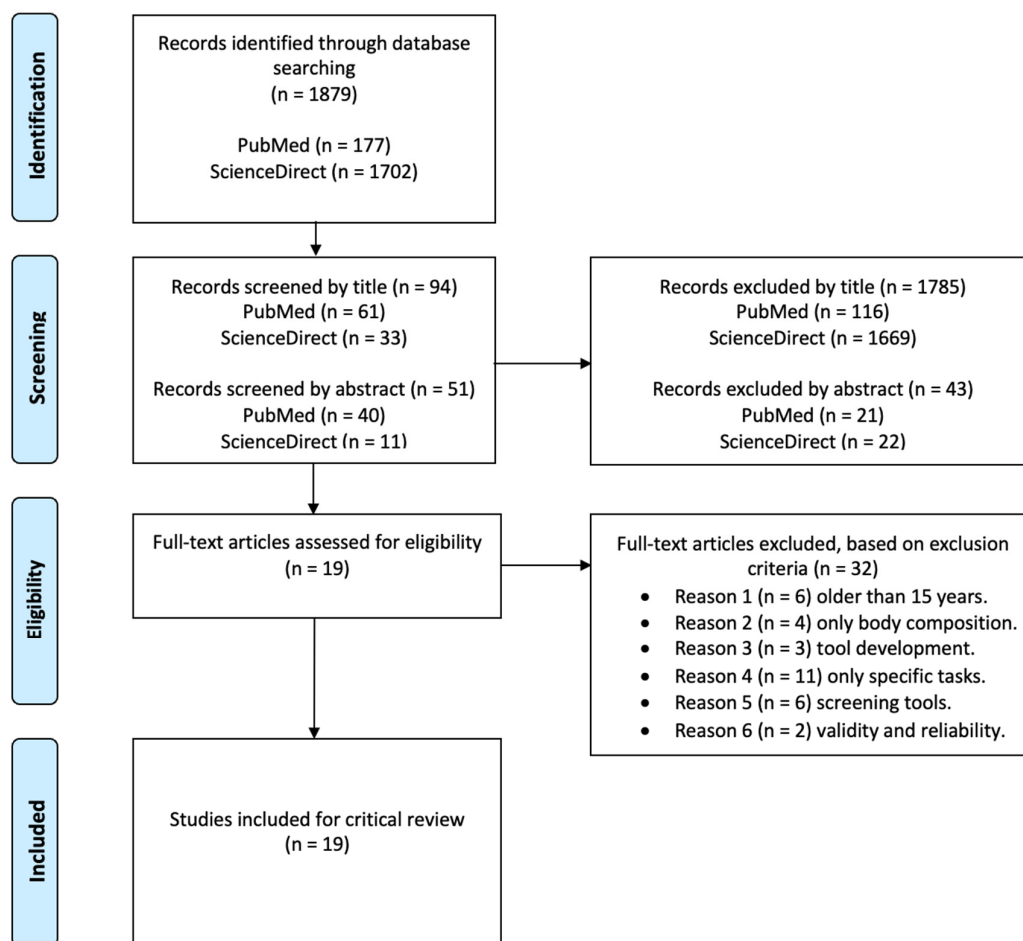 Identification
Records identified through database
searching
(n = 1879)
PubMed (n = 177)
ScienceDirect (n = 1702)
Screening
Records screened by title (n = 94)
PubMed (n = 61)
ScienceDirect (n = 33)
Records screened by abstract (n = 51)
PubMed (n = 40)
ScienceDirect (n = 11)
Records excluded by title (n = 1785)
PubMed (n = 116)
ScienceDirect (n = 1669)
Records excluded by abstract (n = 43)
PubMed (n = 21)
ScienceDirect (n = 22)
Eligibility
Full-text articles assessed for eligibility
(n = 19)
Full-text articles excluded, based on exclusion
criteria (n = 32)
• Reason 1 (n = 6) older than 15 years.
• Reason 2 (n = 4) only body composition.
• Reason 3 (n = 3) tool development.
• Reason 4 (n = 11) only specific tasks.
• Reason 5 (n = 6) screening tools.
• Reason 6 (n = 2) validity and reliability.
Included
Studies included for critical review
(n = 19)